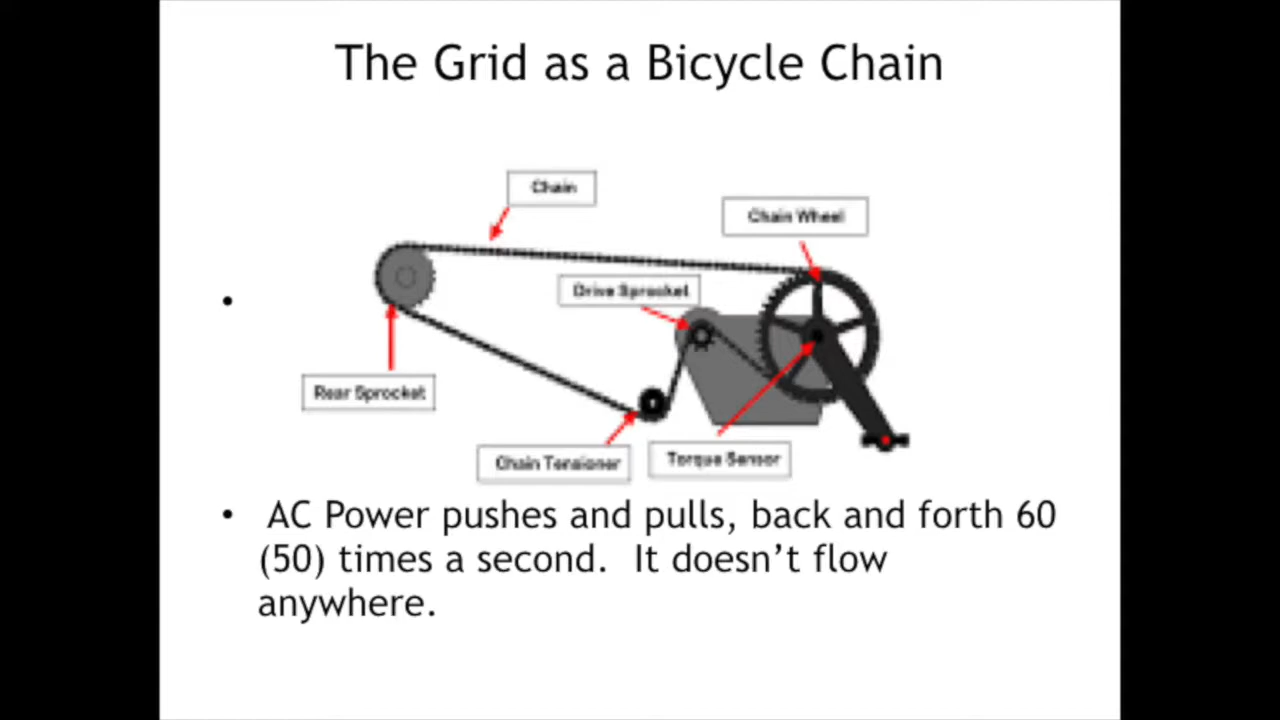 The Grid as a Bicycle Chain
Chain
Chain Wheel
Drive Sprocket
Rear Sprocket
Chain Tensioner
Torque Sensor
• AC Power pushes and pulls, back and forth 60
(50) times a second.  It doesn’t flow
anywhere.